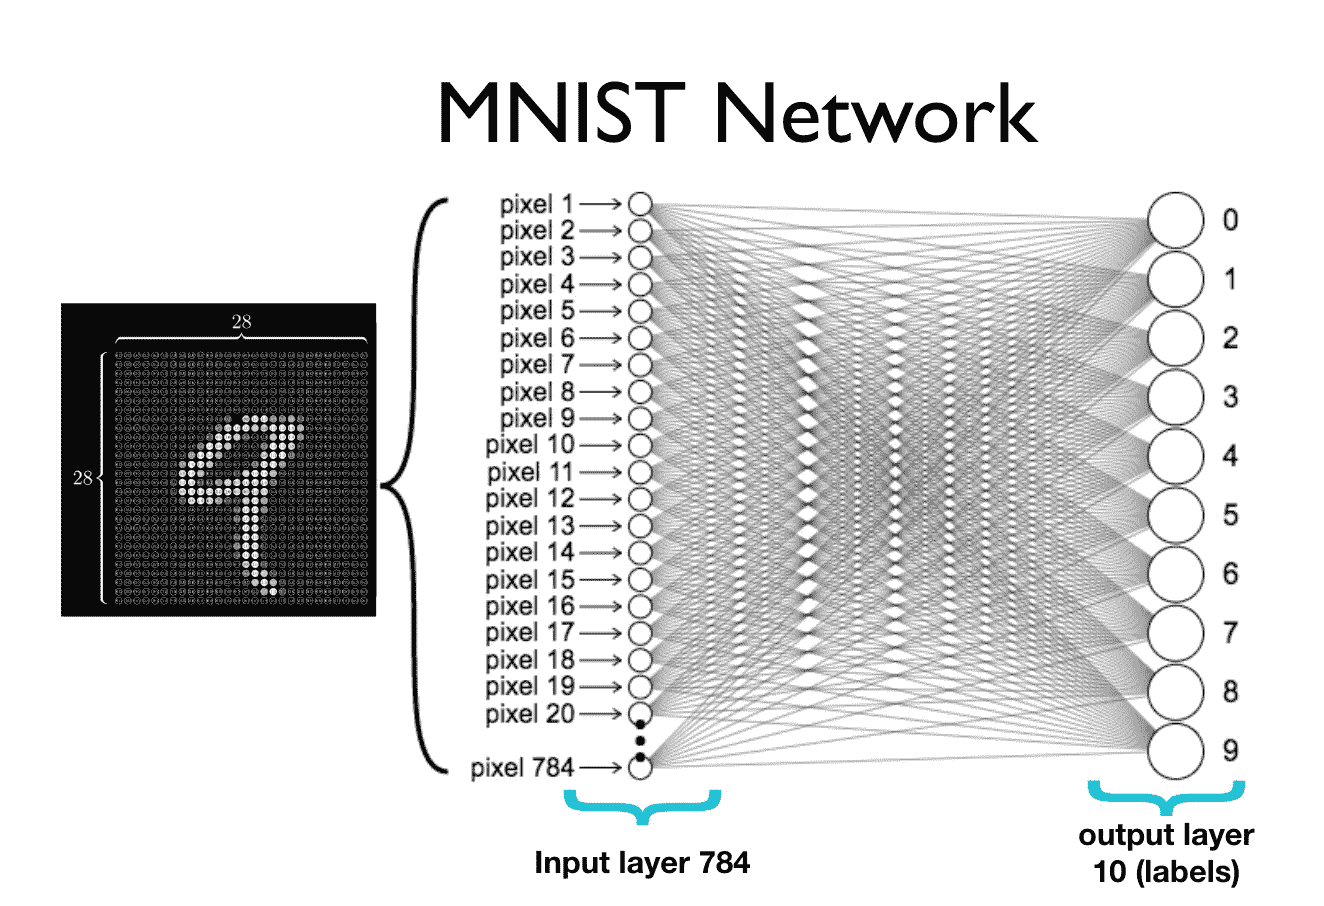 MNIST Network
28
28
pixel 1
pixel 2
pixel 3
pixel 4
pixel 5
pixel 6
pixel 7
pixel 8
pixel 9
pixel 10
pixel 11
pixel 12
pixel 13
pixel 14
pixel 15
pixel 16
pixel 17
pixel 18
pixel 19
pixel 20
pixel 784
0
1
2
3
4
5
6
7
8
9
Input layer 784
output layer
10 (labels)